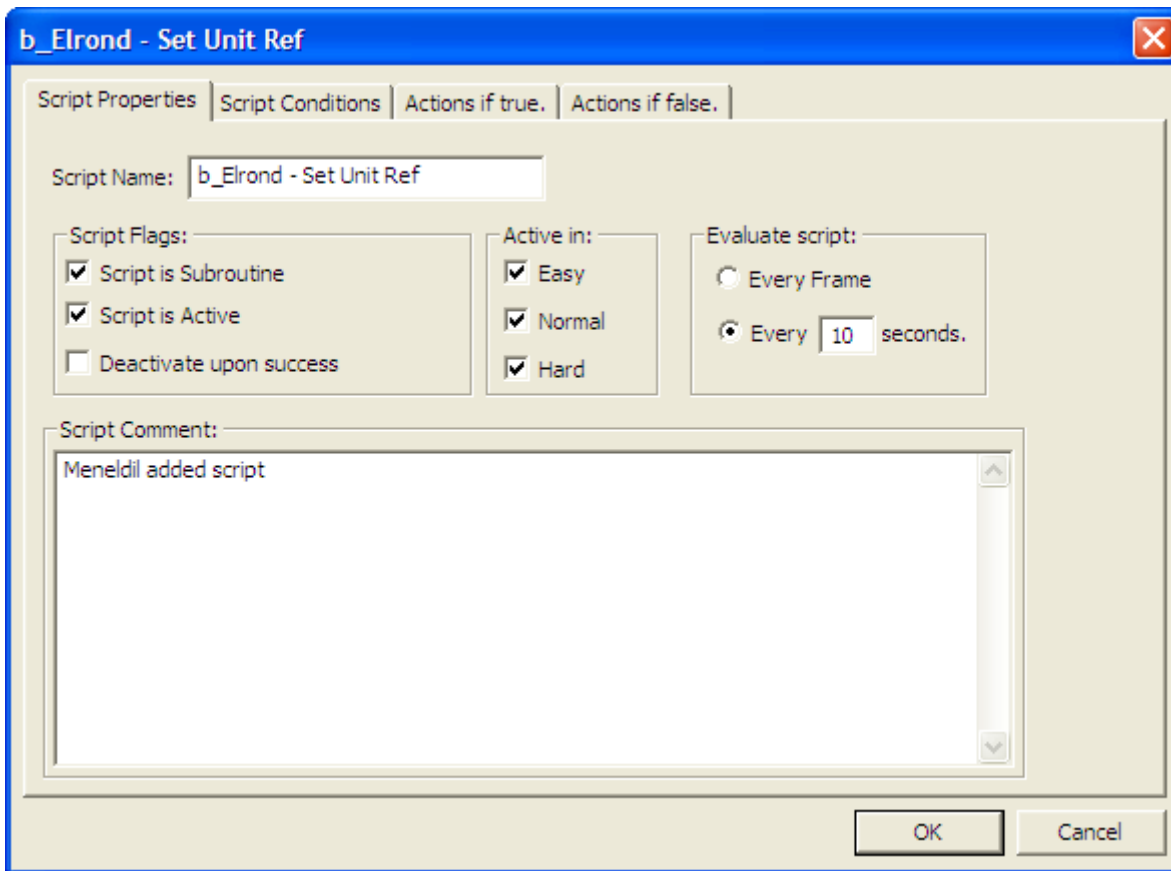 b_Elrond - Set Unit Ref
Script Properties Script Conditions Actions if true. Actions if false.
Script Name: b_Elrond - Set Unit Ref
Script Flags:
Script is Subroutine
Script is Active
Deactivate upon success
Active in:
Easy
Normal
Hard
Evaluate script:
Every Frame
Every 10 seconds.
Script Comment:
Meneldil added script
OK Cancel